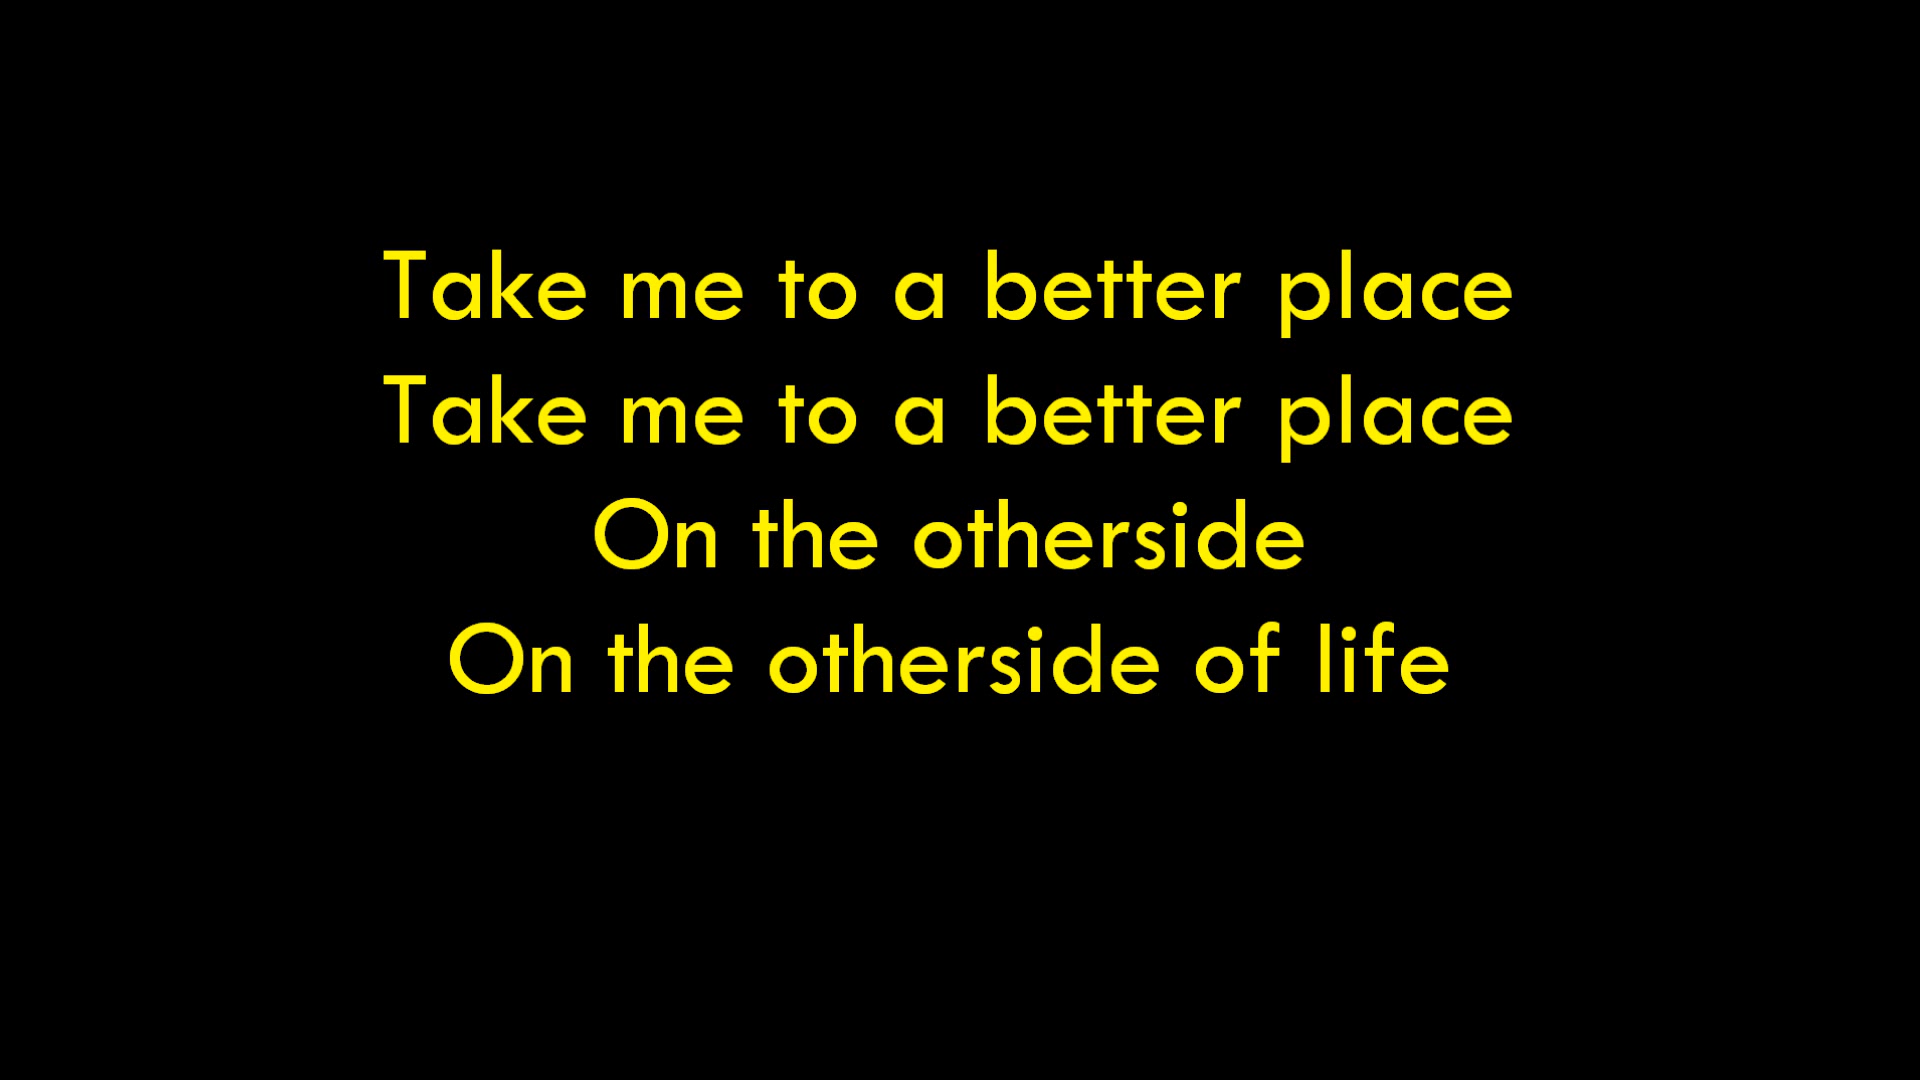 Take me to a better place
Take me to a better place
On the otherside
On the otherside of life